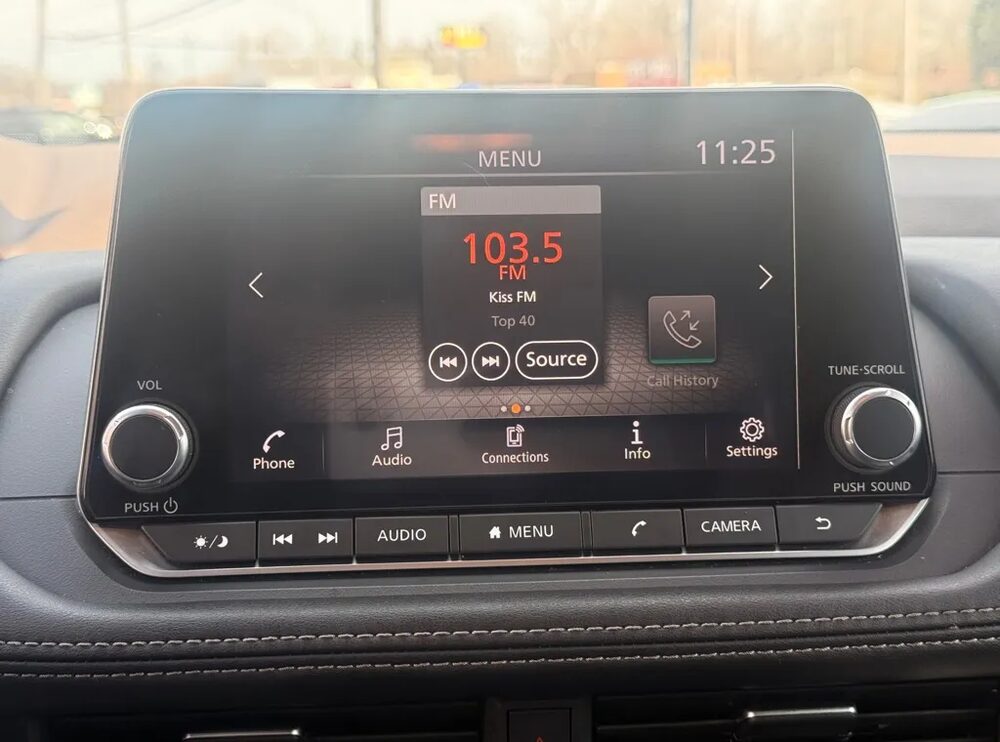 MENU
11:25
FM
103.5
FM
Kiss FM
Top 40
Source
Call History
VOL
TUNE·SCROLL
Phone
Audio
Connections
Info
Settings
PUSH
PUSH SOUND
AUDIO
MENU
CAMERA